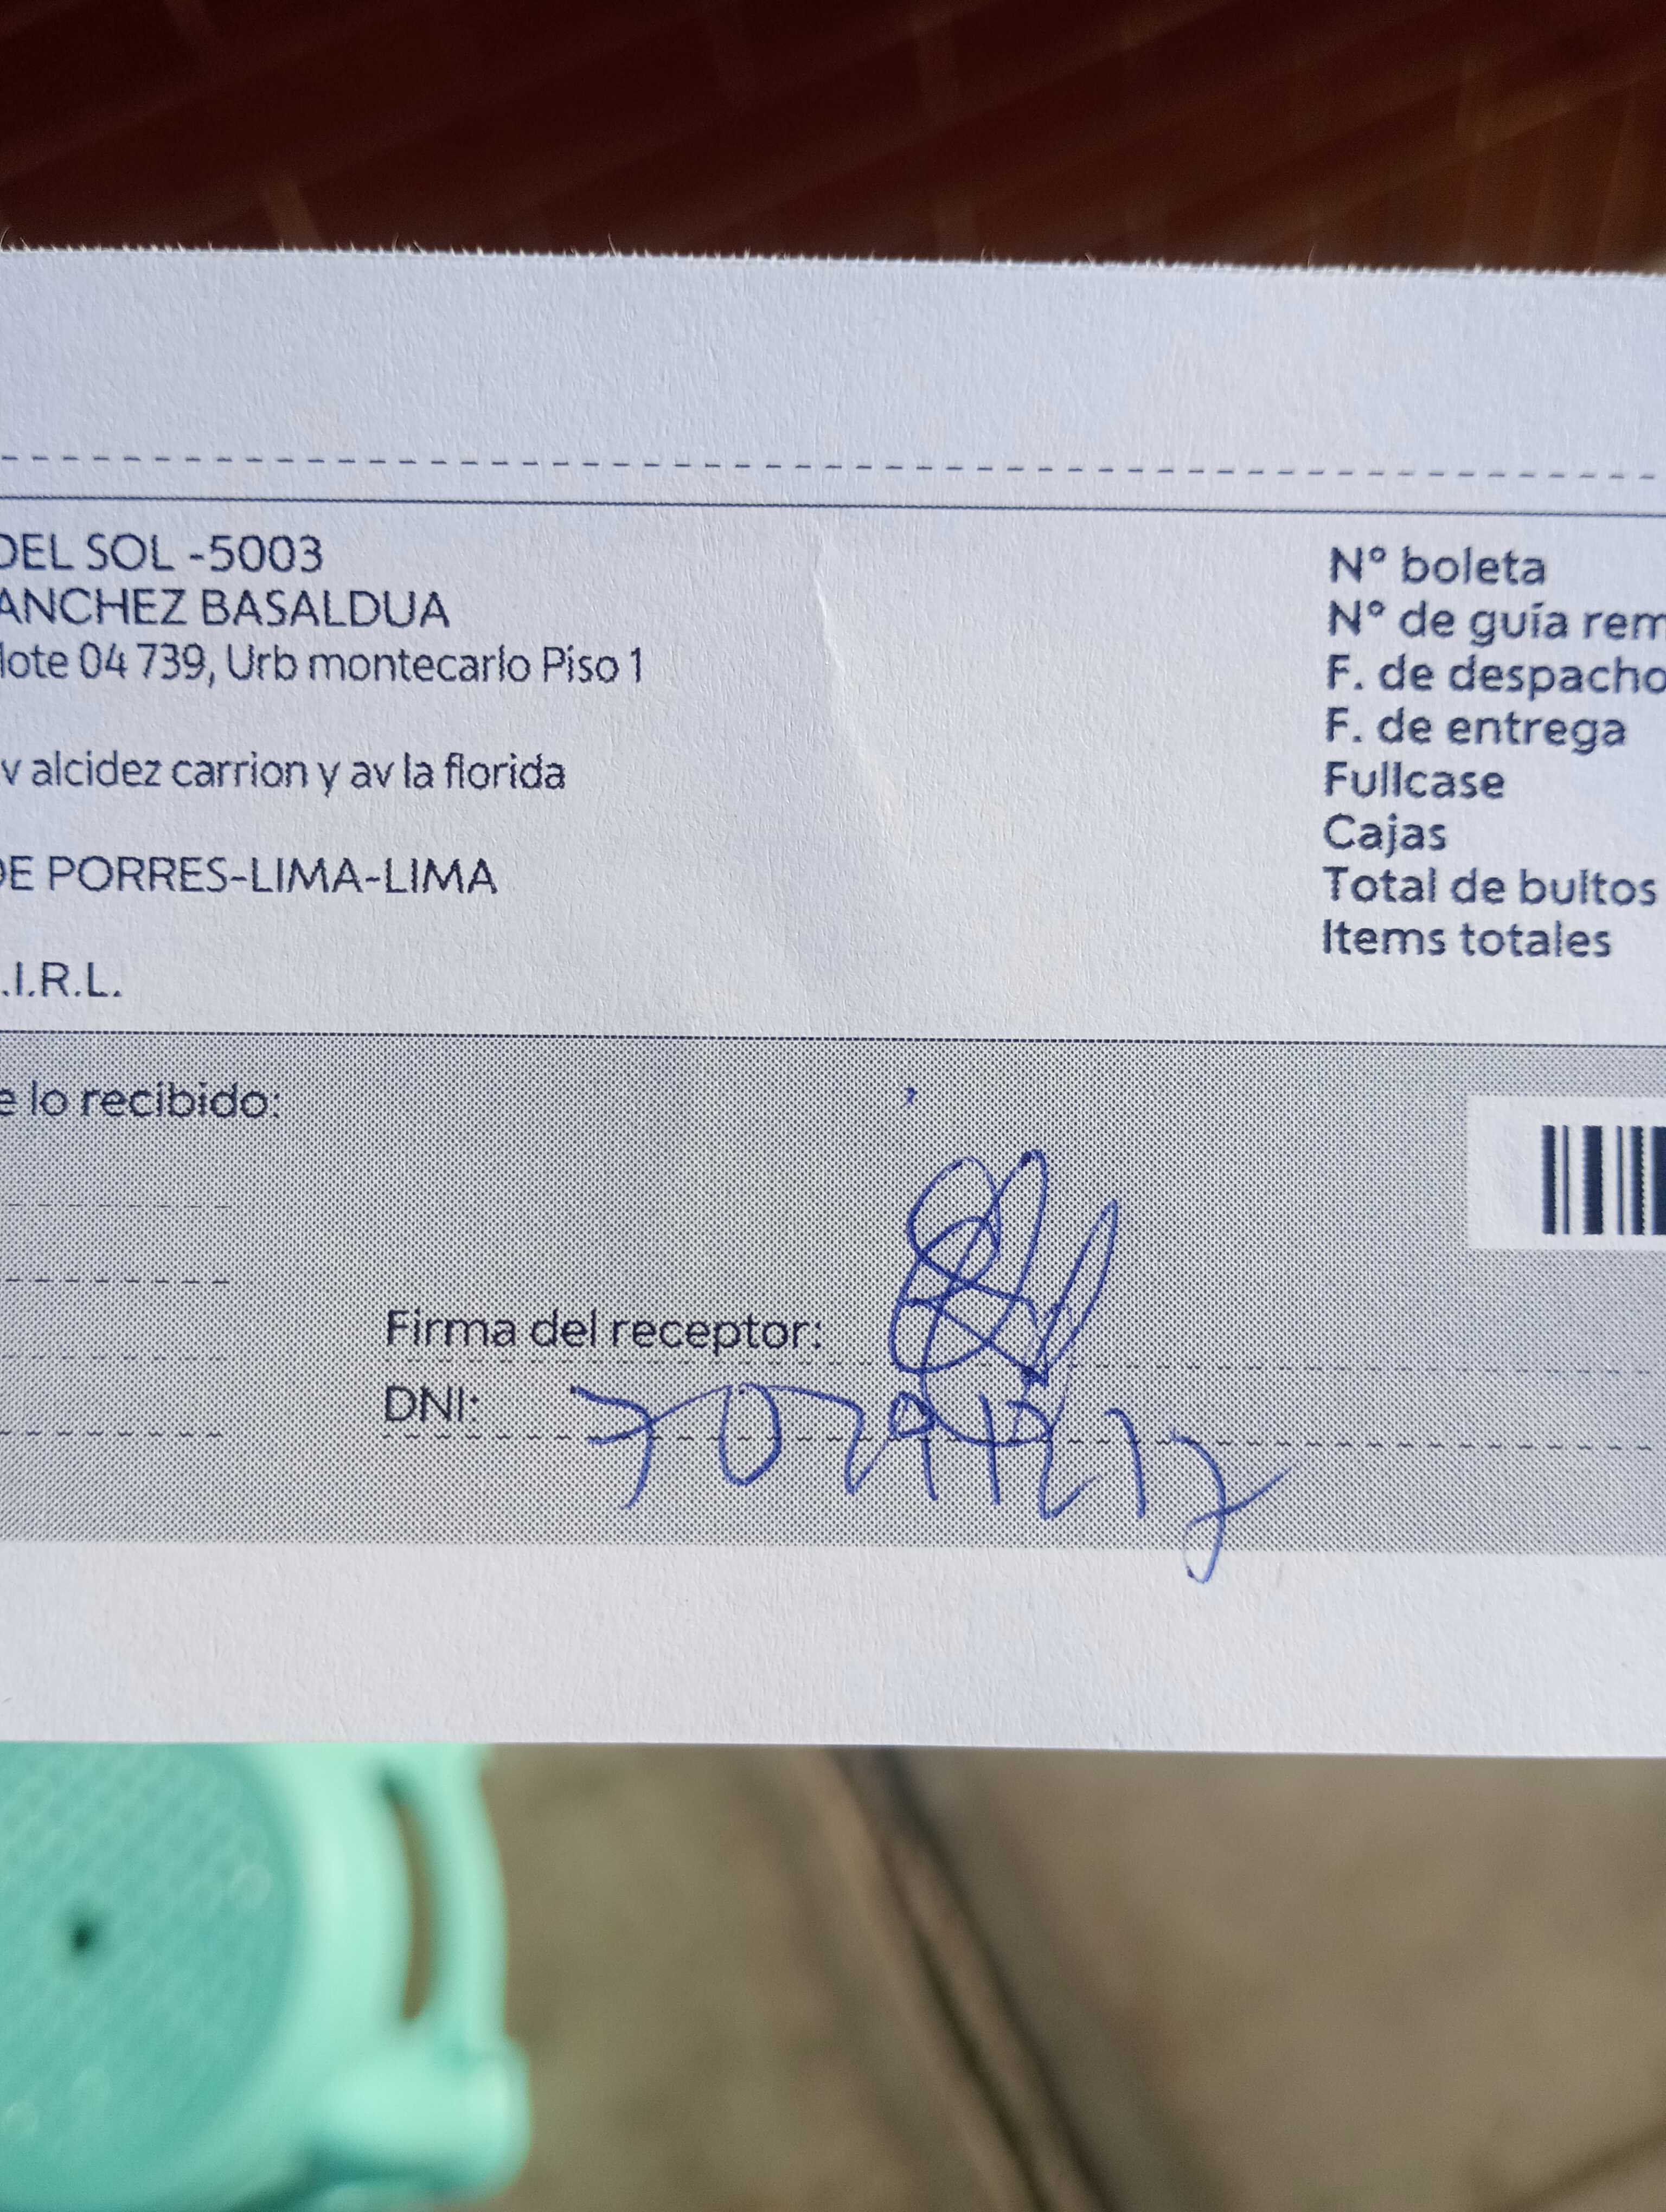 DEL SOL -5003
ANCHEZ BASALDUA
lote 04 739, Urb montecarlo Piso 1
v alcidez carrion y av la florida
DE PORRES-LIMA-LIMA
.I.R.L.
Nº boleta
Nº de guía rem
F. de despacho
F. de entrega
Fullcase
Cajas
Total de bultos
Items totales
e lo recibido:
Firma del receptor:
DNI: